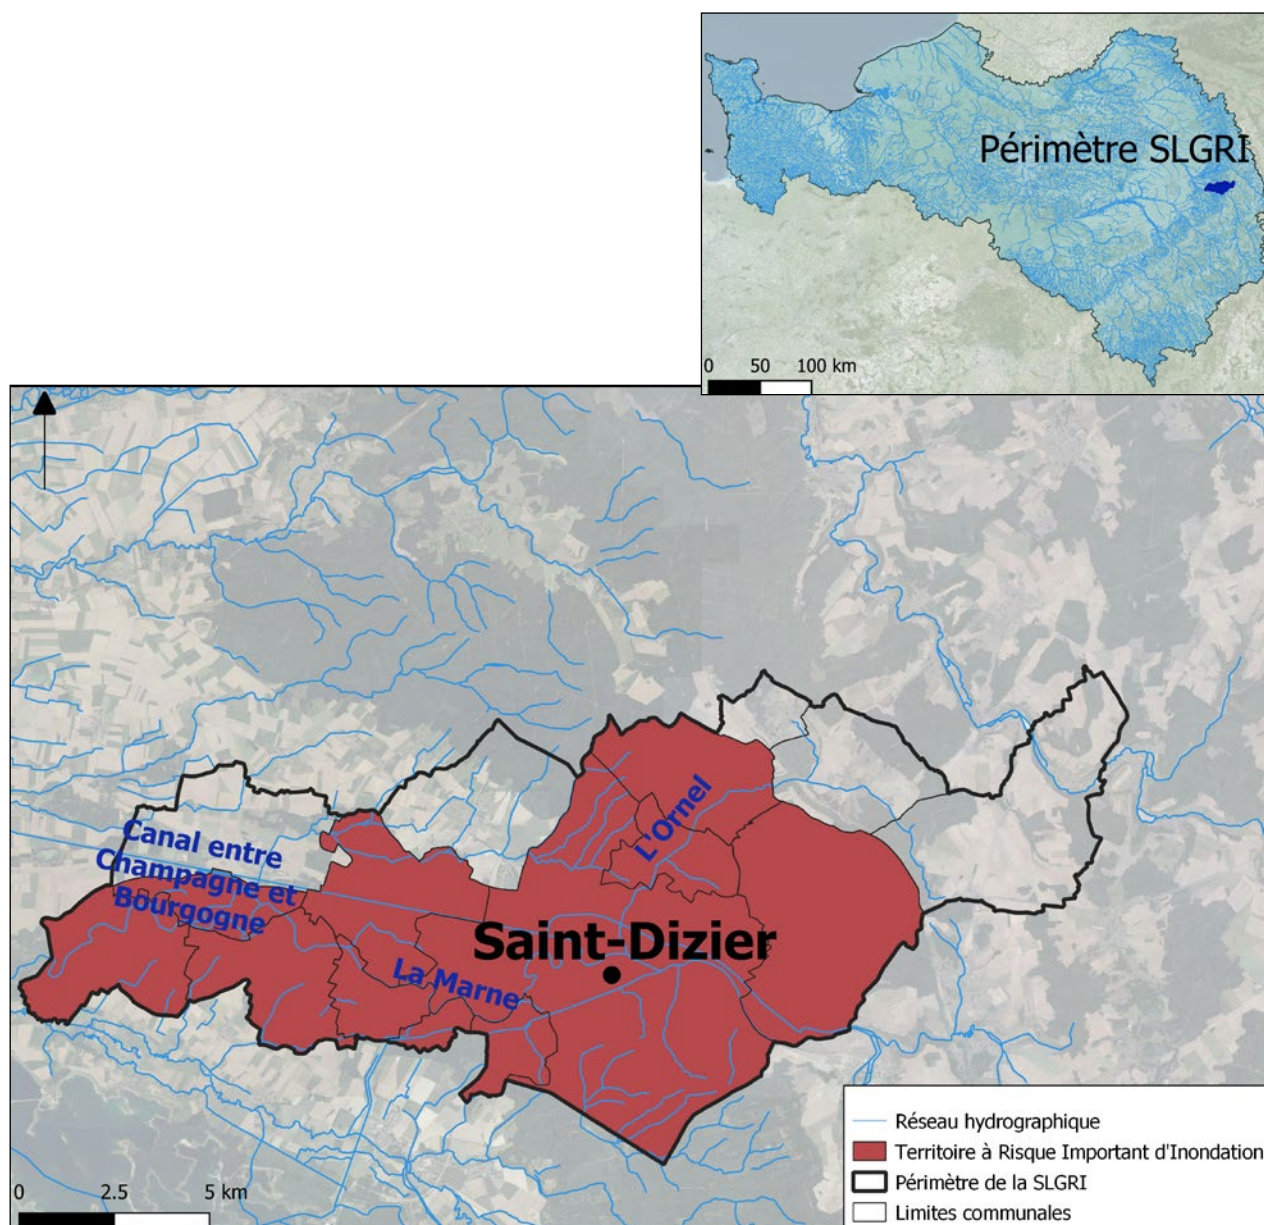 Périmètre SLGRI
0 50 100 km
Canal entre
Champagne et
Bourgogne
L'Ornel
Saint-Dizier
La Marne
0 2.5 5 km
Réseau hydrographique
Territoire à Risque Important d'Inondation
Périmètre de la SLGRI
Limites communales